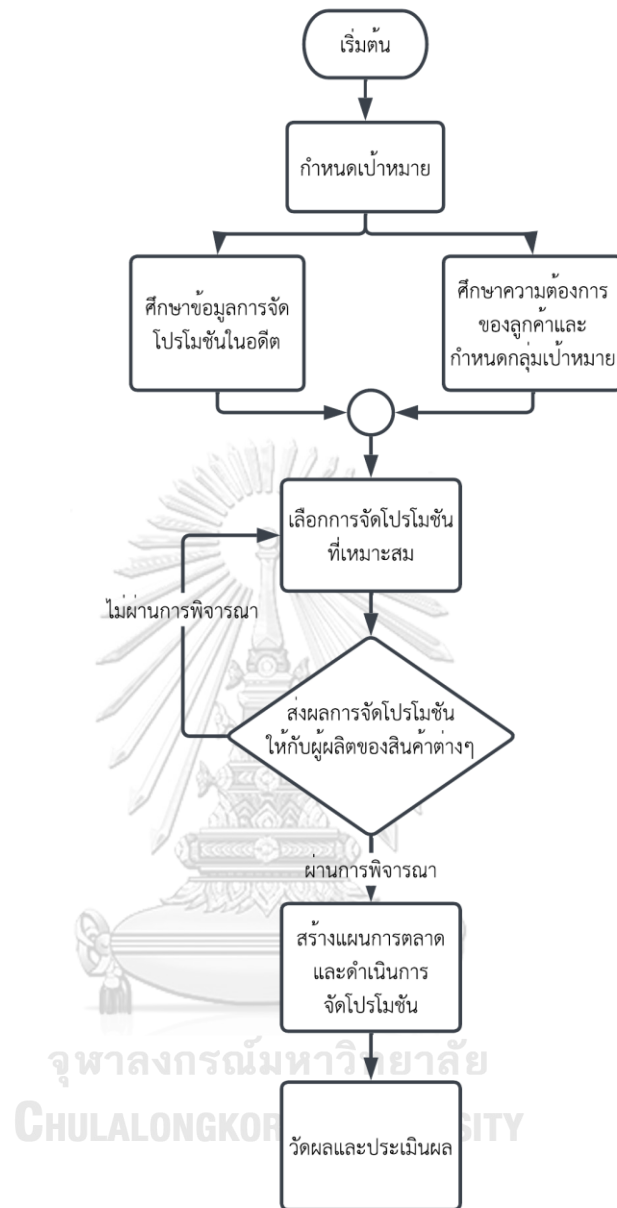 เริ่มต้น
กำหนดเป้าหมาย
ศึกษาข้อมูลการจัด
โปรโมชันในอดีต
ศึกษาความต้องการ
ของลูกค้าและ
กำหนดกลุ่มเป้าหมาย
เลือกการจัดโปรโมชัน
ที่เหมาะสม
ไม่ผ่านการพิจารณา
ส่งผลการจัดโปรโมชัน
ให้กับผู้ผลิตของสินค้าต่างๆ
ผ่านการพิจารณา
สร้างแผนการตลาด
และดำเนินการ
จัดโปรโมชัน
จุฬาลงกรณ์มหาวิทยาลัย
CHULALONGKOR SITY
วัดผลและประเมินผล